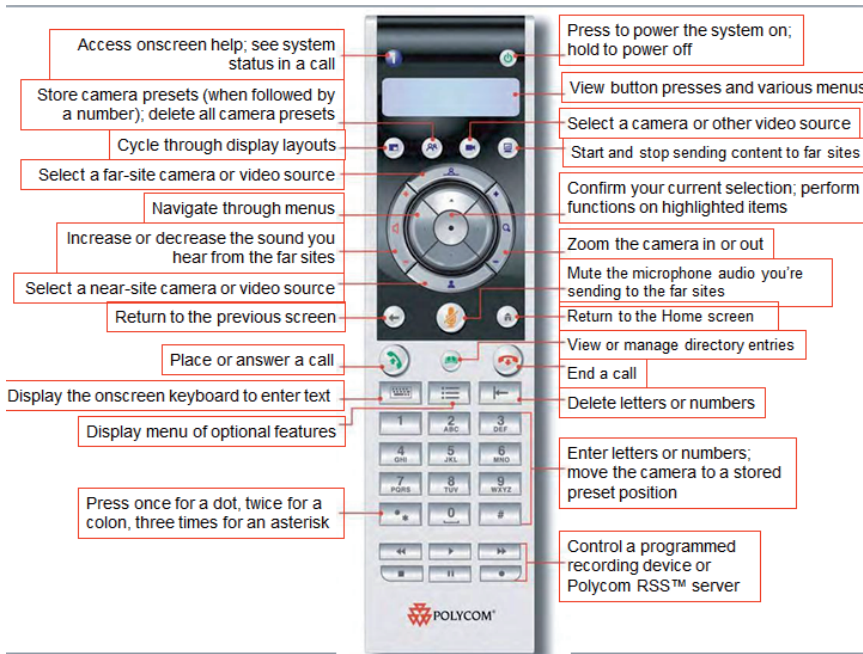 Access onscreen help; see system
status in a call
Store camera presets (when followed by
a number); delete all camera presets
Cycle through display layouts
Select a far-site camera or video source
Navigate through menus
Increase or decrease the sound you
hear from the far sites
Select a near-site camera or video source
Return to the previous screen
Place or answer a call
Display the onscreen keyboard to enter text
Display menu of optional features
Press once for a dot, twice for a
colon, three times for an asterisk
Press to power the system on;
hold to power off
View button presses and various menus
Select a camera or other video source
Start and stop sending content to far sites
Confirm your current selection; perform
functions on highlighted items
Zoom the camera in or out
Mute the microphone audio you're
sending to the far sites
Return to the Home screen
View or manage directory entries
End a call
Delete letters or numbers
Enter letters or numbers;
move the camera to a stored
preset position
Control a programmed
recording device or
Polycom RSS™ server
1 2 3
ABC DEF
4 5 6
GHI JKL MNO
7 8 9
PQRS TUV WXYZ
*. 0 #
POLYCOM®